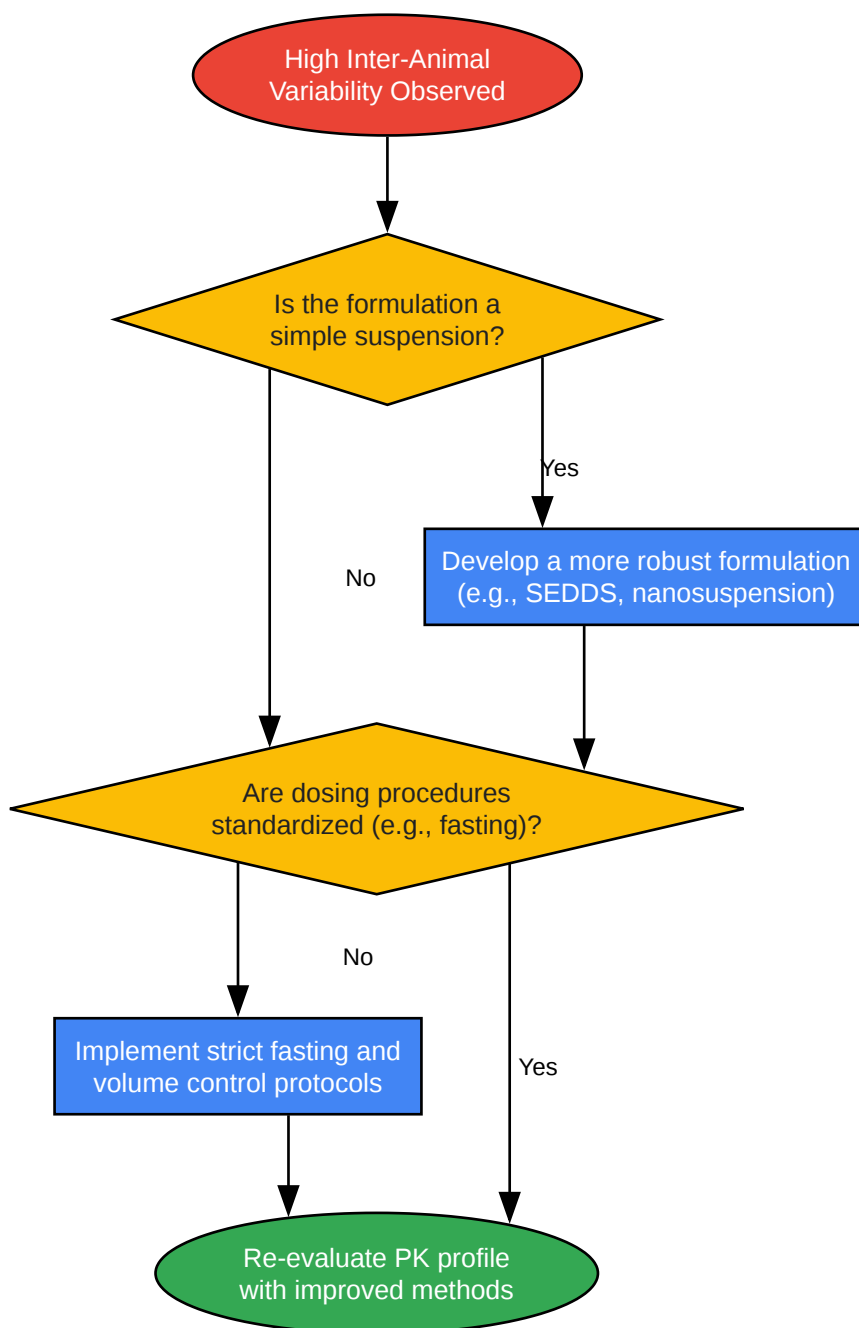 High Inter-Animal
Variability Observed
Is the formulation a
simple suspension?
Yes
Develop a more robust formulation
(e.g., SEDDS, nanosuspension)
No
Are dosing procedures
standardized (e.g., fasting)?
No
Implement strict fasting and
volume control protocols
Yes
Re-evaluate PK profile
with improved methods